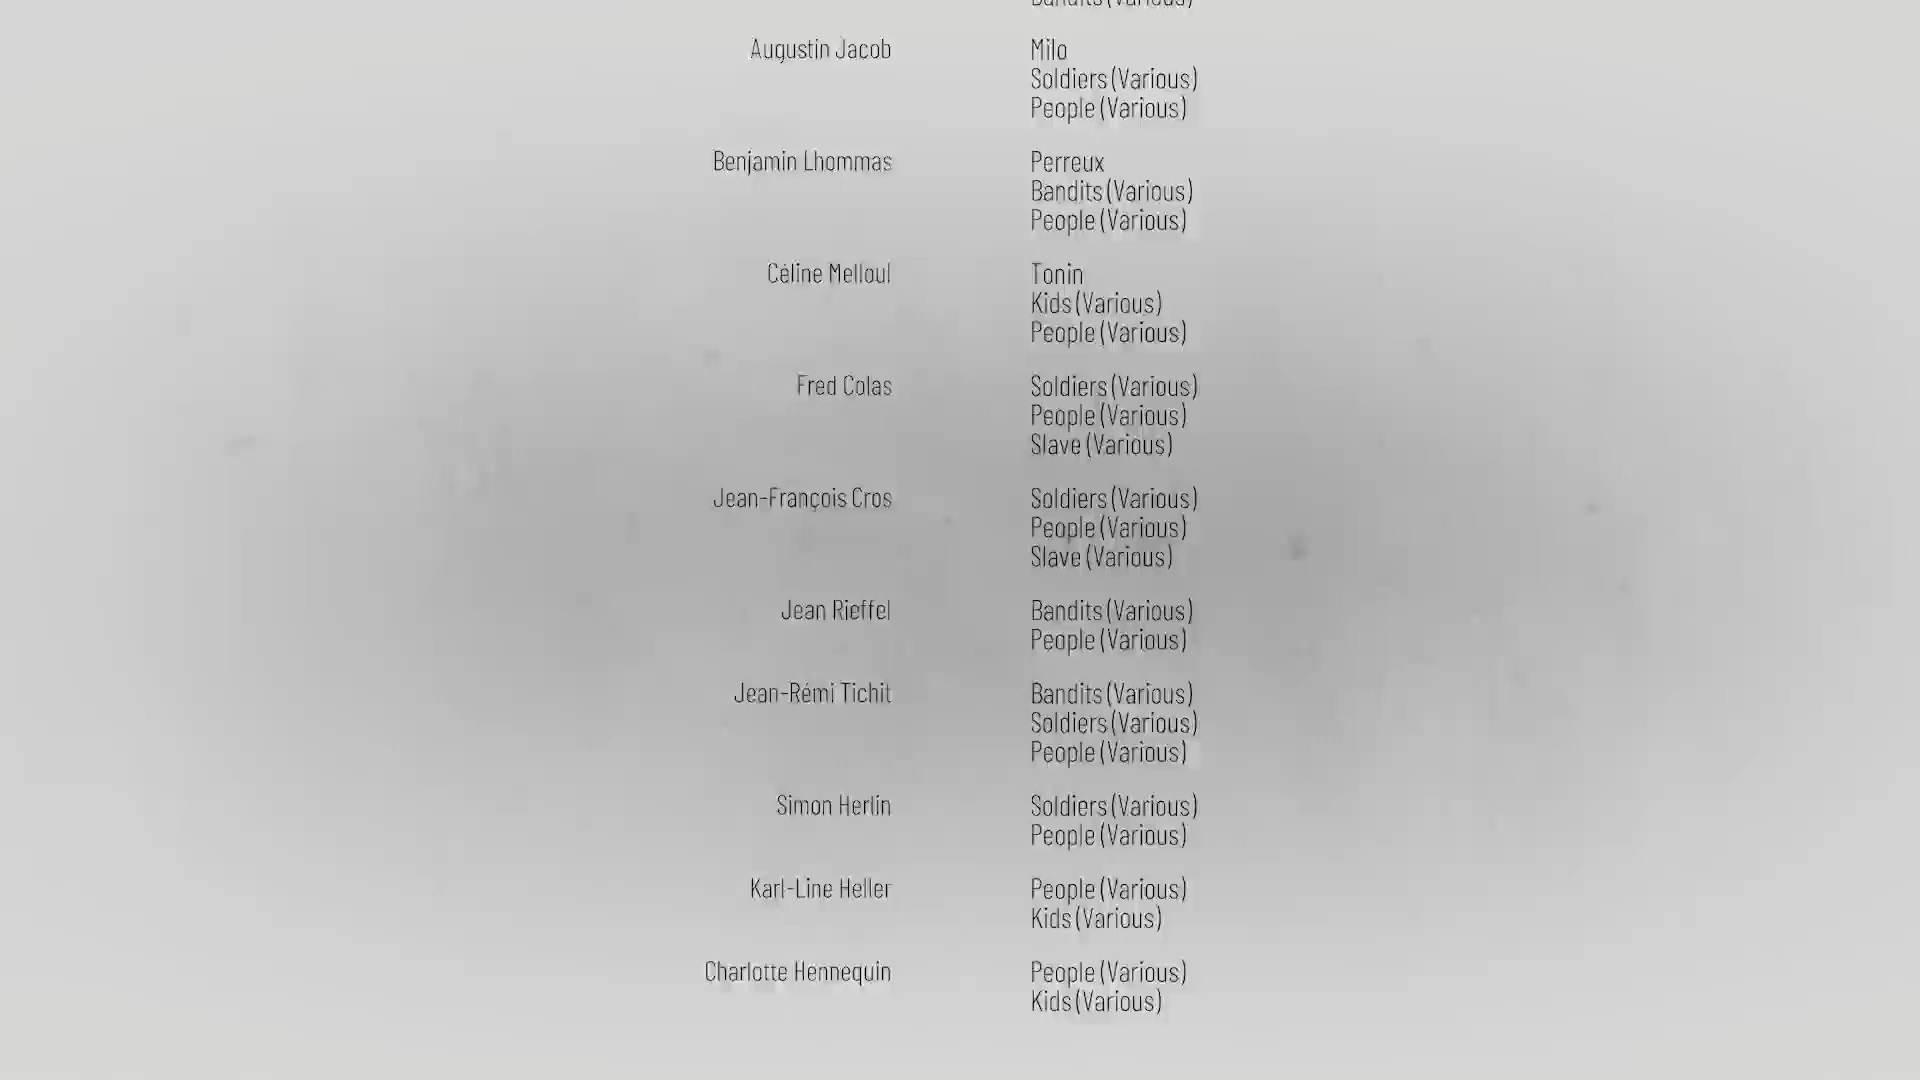 Bandits (Various)
Augustin Jacob Milo
Soldiers (Various)
People (Various)
Benjamin Lhommas Perreux
Bandits (Various)
People (Various)
Céline Melloul Tonin
Kids (Various)
People (Various)
Fred Colas Soldiers (Various)
People (Various)
Slave (Various)
Jean-François Cros Soldiers (Various)
People (Various)
Slave (Various)
Jean Rieffel Bandits (Various)
People (Various)
Jean-Rémi Tichit Bandits (Various)
Soldiers (Various)
People (Various)
Simon Herlin Soldiers (Various)
People (Various)
Karl-Line Heller People (Various)
Kids (Various)
Charlotte Hennequin People (Various)
Kids (Various)